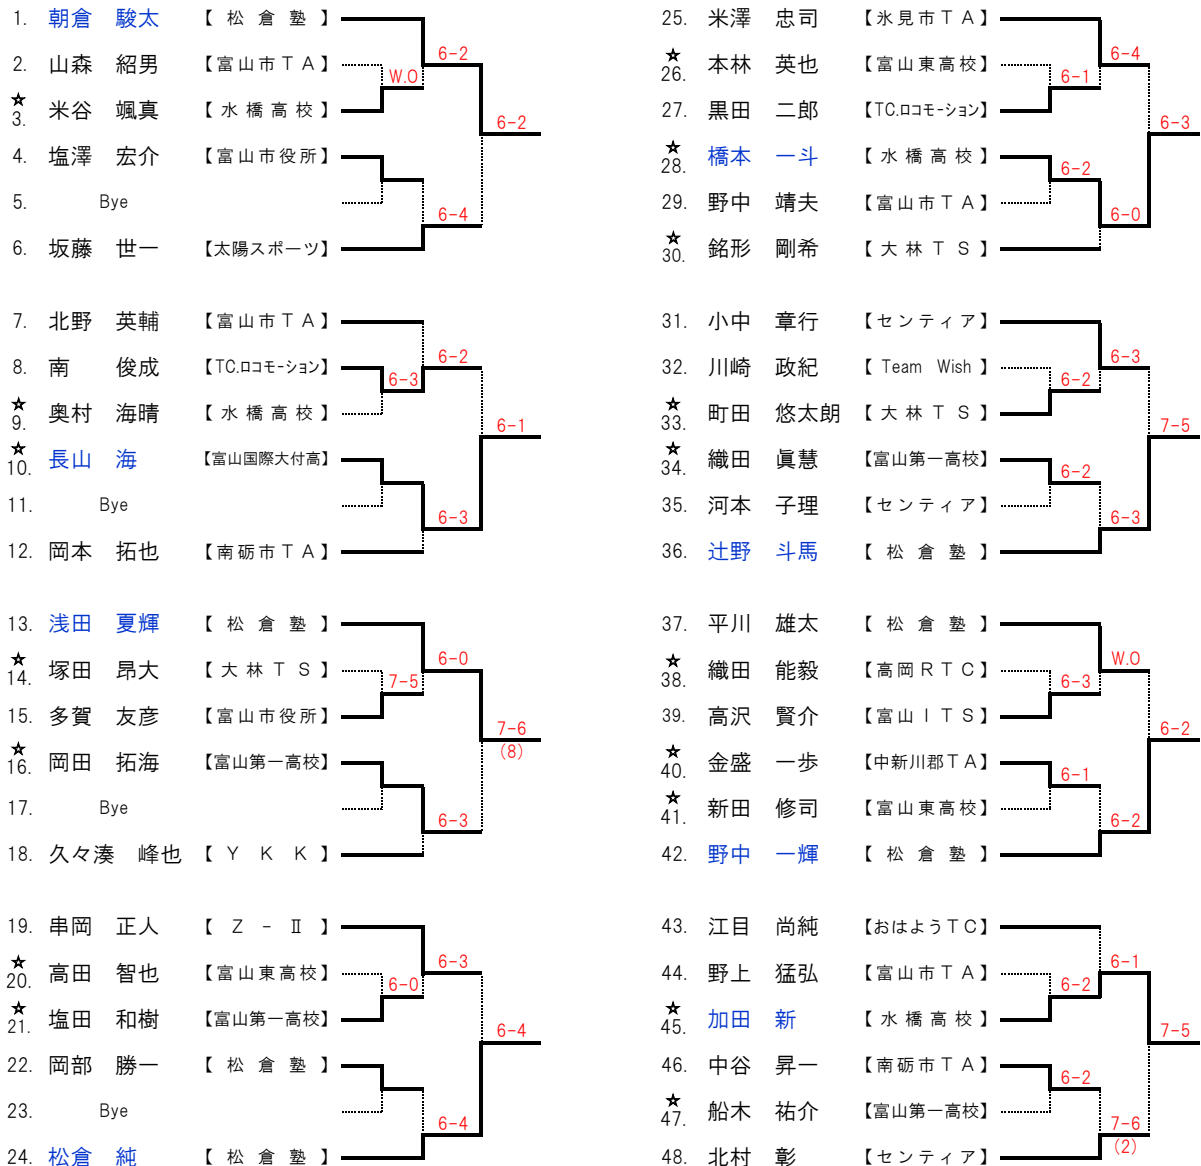 1. 朝倉 駿太 【 松 倉 塾 】
6-2
2. 山森 紹男 【富山市ＴＡ】
W.O
☆
3. 米谷 颯真 【 水 橋 高 校 】
6-2
4. 塩澤 宏介 【富山市役所】
5. Bye
6-4
6. 坂藤 世一 【太陽スポーツ】
7. 北野 英輔 【富山市ＴＡ】
6-2
8. 南 俊成 【TC.ロコモーション】
6-3
☆
9. 奥村 海晴 【 水 橋 高 校 】
6-1
☆
10. 長山 海 【富山国際大付高】
11. Bye
6-3
12. 岡本 拓也 【南砺市ＴＡ】
13. 浅田 夏輝 【 松 倉 塾 】
6-0
☆
14. 塚田 昂大 【 大 林 Ｔ Ｓ 】
7-5
15. 多賀 友彦 【富山市役所】
7-6
(8)
☆
16. 岡田 拓海 【富山第一高校】
17. Bye
6-3
18. 久々湊 峰也 【 Ｙ Ｋ Ｋ 】
19. 串岡 正人 【 Ｚ － Ⅱ 】
6-3
☆
20. 高田 智也 【富山東高校】
6-0
☆
21. 塩田 和樹 【富山第一高校】
6-4
22. 岡部 勝一 【 松 倉 塾 】
23. Bye
6-4
24. 松倉 純 【 松 倉 塾 】
25. 米澤 忠司 【氷見市ＴＡ】
6-4
☆
26. 本林 英也 【富山東高校】
6-1
27. 黒田 二郎 【TC.ロコモーション】
6-3
☆
28. 橋本 一斗 【 水 橋 高 校 】
6-2
29. 野中 靖夫 【富山市ＴＡ】
6-0
☆
30. 銘形 剛希 【 大 林 Ｔ Ｓ 】
31. 小中 章行 【センティア】
6-3
32. 川崎 政紀 【 Team Wish 】
6-2
☆
33. 町田 悠太朗 【 大 林 Ｔ Ｓ 】
7-5
☆
34. 織田 眞慧 【富山第一高校】
6-2
35. 河本 子理 【センティア】
6-3
36. 辻野 斗馬 【 松 倉 塾 】
37. 平川 雄太 【 松 倉 塾 】
W.O
☆
38. 織田 能毅 【高岡ＲＴＣ】
6-3
39. 高沢 賢介 【富山ＩＴＳ】
6-2
☆
40. 金盛 一歩 【中新川郡ＴＡ】
6-1
☆
41. 新田 修司 【富山東高校】
6-2
42. 野中 一輝 【 松 倉 塾 】
43. 江目 尚純 【おはようＴＣ】
6-1
44. 野上 猛弘 【富山市ＴＡ】
6-2
☆
45. 加田 新 【 水 橋 高 校 】
7-5
46. 中谷 昇一 【南砺市ＴＡ】
6-2
☆
47. 船木 祐介 【富山第一高校】
7-6
(2)
48. 北村 彰 【センティア】